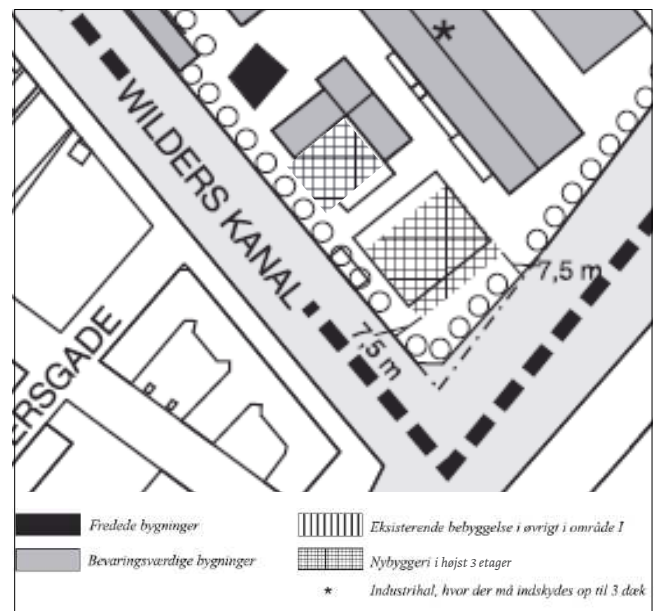 *
WILDERS KANAL
7,5 m
7,5 m
ERSGADE
Fredede bygninger
Eksisterende bebyggelse i øvrigt i område I
Bevaringsværdige bygninger
Nybyggeri i højst 3 etager
* Industrihal, hvor der må indskydes op til 3 dæk